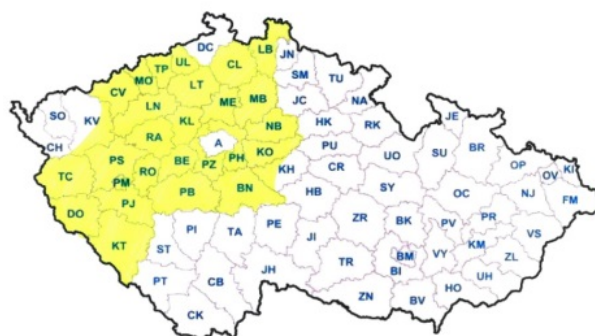 DC LB JN
MO TP UL CL SM TU
CV LT JC NA
SO KV LN ME MB
RA KL NB HK RK JE BR
CH A PU SU OP OV KI
TC PS RO BE PZ PH KO CR UO
PM KH NJ FM
PJ PB BN HB SY OC
DO ZR BK PV PR VS
KT ST PI TA PE JI BM VY KM ZL
BI
PT CB JH TR HO UH
CK ZN BV